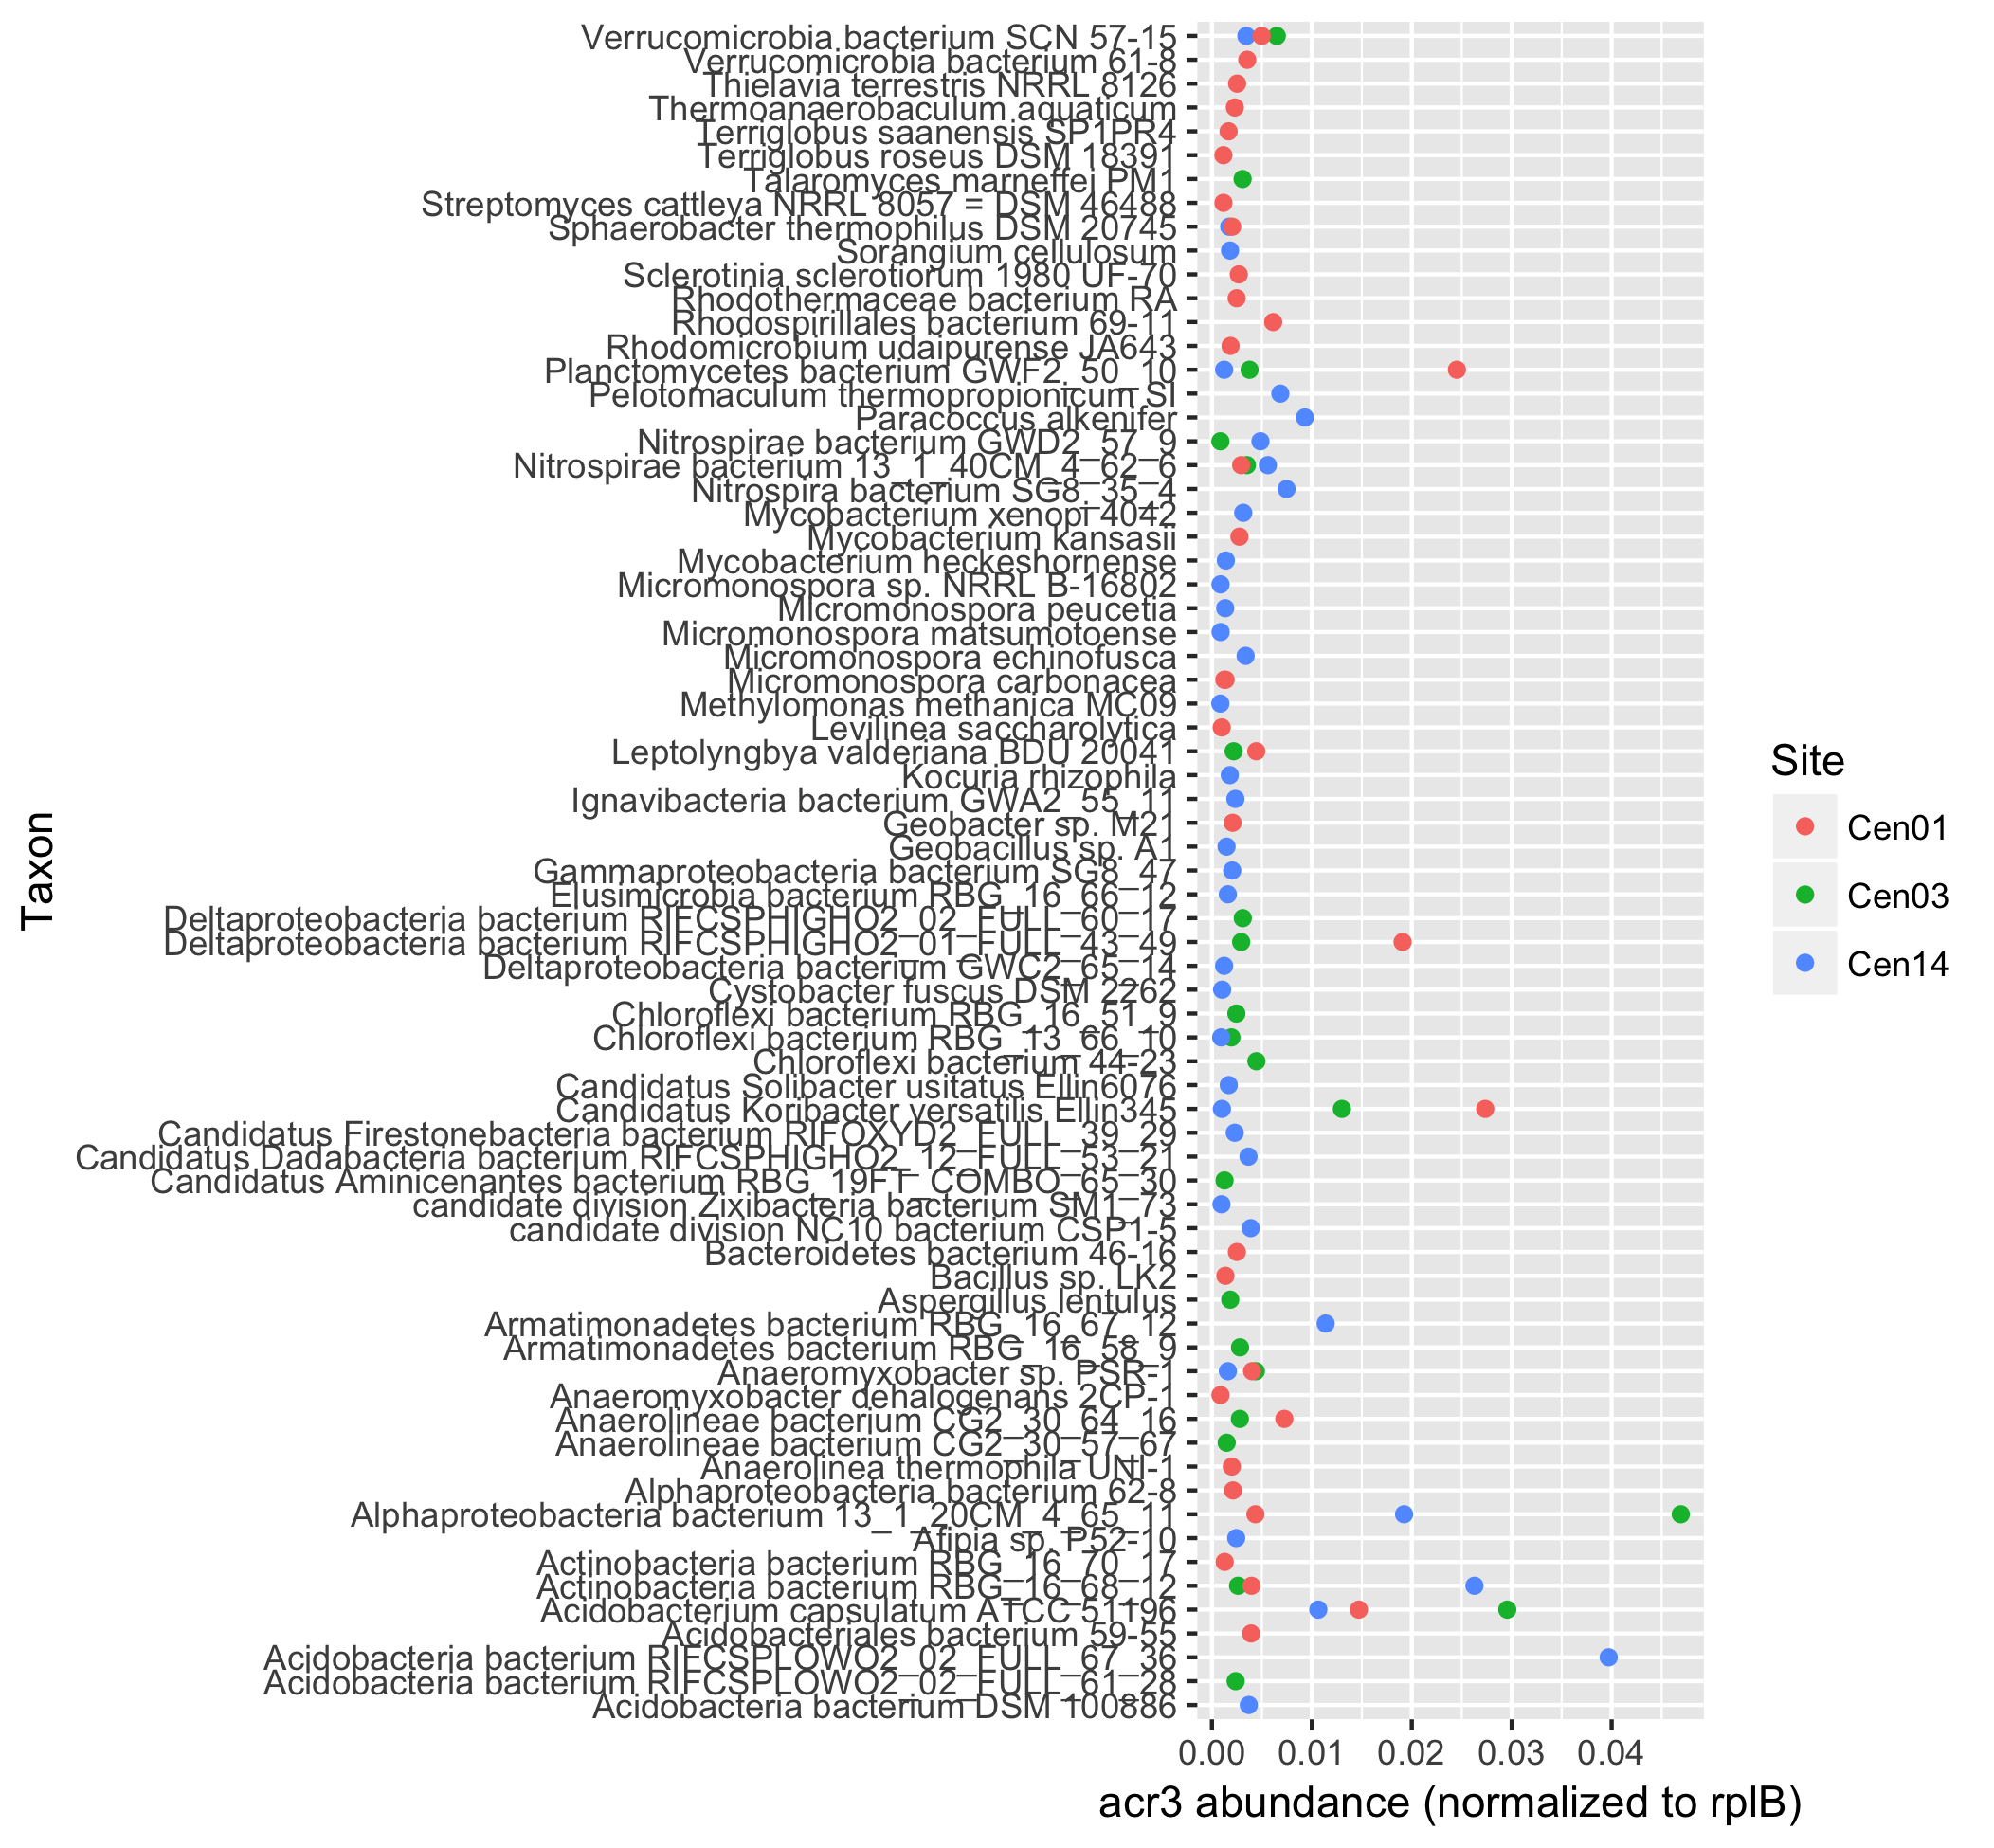 Verrucomicrobia bacterium SCN 57-15
Verrucomicrobia bacterium 61-8
Thielavia terrestris NRRL 8126
Thermoanaerobaculum aquaticum
Terriglobus saanensis SP1PR4
Terriglobus roseus DSM 18391
Talaromyces marneffei PM1
Streptomyces cattleya NRRL 8057 = DSM 46488
Sphaerobacter thermophilus DSM 20745
Sorangium cellulosum
Sclerotinia sclerotiorum 1980 UF-70
Rhodothermaceae bacterium RA
Rhodospirillales bacterium 69-11
Rhodomicrobium udaipurense JA643
Planctomycetes bacterium GWF2_50_10
Pelotomaculum thermopropionicum SI
Paracoccus alkenifer
Nitrospirae bacterium GWD2_57_9
Nitrospirae bacterium 13_1_40CM_4_62_6
Nitrospira bacterium SG8_35_4
Mycobacterium xenopi 4042
Mycobacterium kansasii
Mycobacterium heckeshornense
Micromonospora sp. NRRL B-16802
Micromonospora peucetia
Micromonospora matsumotoense
Micromonospora echinofusca
Micromonospora carbonacea
Methylomonas methanica MC09
Levilinea saccharolytica
Leptolyngbya valderiana BDU 20041
Kocuria rhizophila
Ignavibacteria bacterium GWA2_55_11
Geobacter sp. M21
Geobacillus sp. A1
Gammaproteobacteria bacterium SG8_47
Elusimicrobia bacterium RBG_16_66_12
Deltaproteobacteria bacterium RIFCSPHIGHO2_02_FULL_60_17
Deltaproteobacteria bacterium RIFCSPHIGHO2_01_FULL_43_49
Deltaproteobacteria bacterium GWC2_65_14
Cystobacter fuscus DSM 2262
Chloroflexi bacterium RBG_16_51_9
Chloroflexi bacterium RBG_13_66_10
Chloroflexi bacterium 44-23
Candidatus Solibacter usitatus Ellin6076
Candidatus Koribacter versatilis Ellin345
Candidatus Firestonebacteria bacterium RIFOXYD2_FULL_39_29
Candidatus Dadabacteria bacterium RIFCSPHIGHO2_12_FULL_53_21
Candidatus Aminicenantes bacterium RBG_19FT_COMBO_65_30
candidate division Zixibacteria bacterium SM1_73
candidate division NC10 bacterium CSP1-5
Bacteroidetes bacterium 46-16
Bacillus sp. LK2
Aspergillus lentulus
Armatimonadetes bacterium RBG_16_67_12
Armatimonadetes bacterium RBG_16_58_9
Anaeromyxobacter sp. PSR-1
Anaeromyxobacter dehalogenans 2CP-1
Anaerolineae bacterium CG2_30_64_16
Anaerolineae bacterium CG2_30_57_67
Anaerolinea thermophila UNI-1
Alphaproteobacteria bacterium 62-8
Alphaproteobacteria bacterium 13_1_20CM_4_65_11
Afipia sp. P52-10
Actinobacteria bacterium RBG_16_70_17
Actinobacteria bacterium RBG_16_68_12
Acidobacterium capsulatum ATCC 51196
Acidobacteriales bacterium 59-55
Acidobacteria bacterium RIFCSPLOWO2_02_FULL_67_36
Acidobacteria bacterium RIFCSPLOWO2_02_FULL_61_28
Acidobacteria bacterium DSM 100886
Taxon
0.00 0.01 0.02 0.03 0.04
acr3 abundance (normalized to rplB)
Site
Cen01
Cen03
Cen14